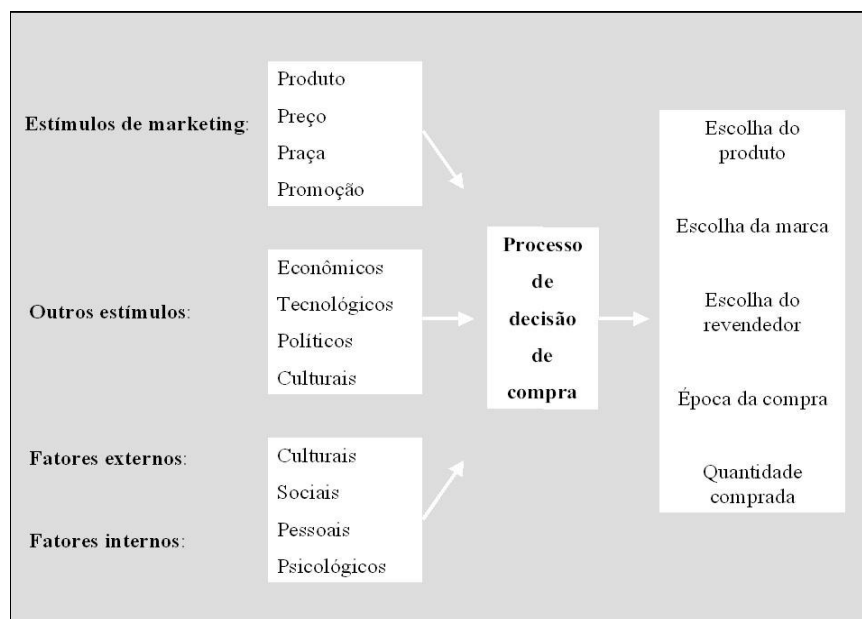 Estímulos de marketing:
Produto
Preço
Praça
Promoção
Outros estímulos:
Econômicos
Tecnológicos
Políticos
Culturais
Fatores externos:
Fatores internos:
Culturais
Sociais
Pessoais
Psicológicos
Processo
de
decisão
de
compra
Escolha do
produto
Escolha da marca
Escolha do
revendedor
Época da compra
Quantidade
comprada